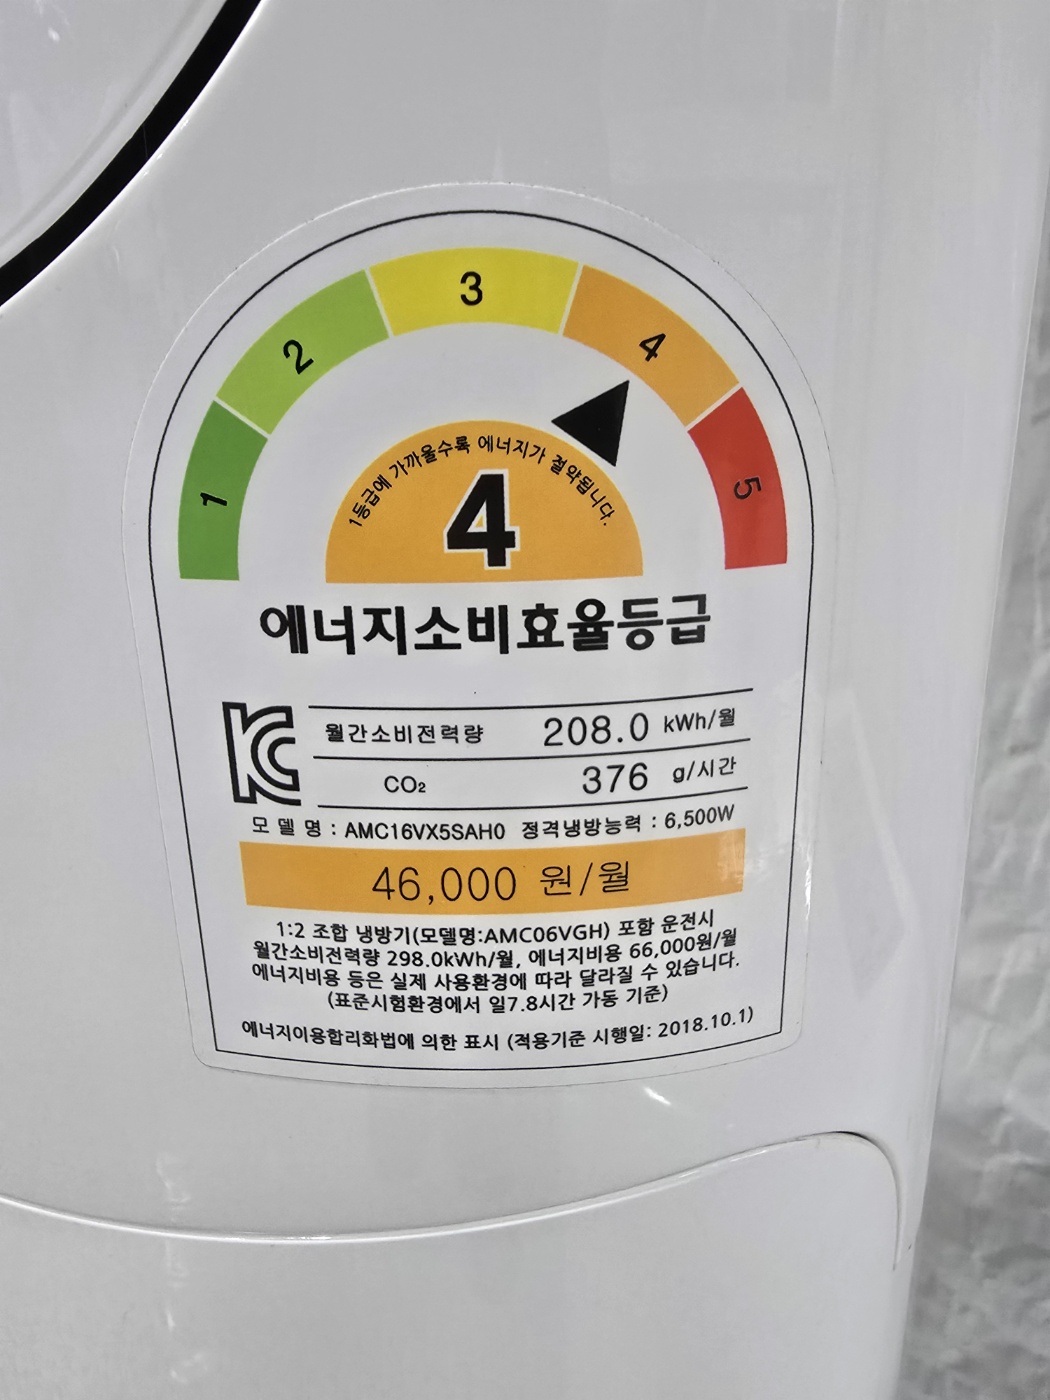 1
2
3
4
5
1등급에 가까울수록 에너지가 절약됩니다.
4
에너지소비효율등급
KC
월간소비전력량 208.0 kWh/월
CO₂ 376 g/시간
모 델 명 : AMC16VX5SAH0 정격냉방능력 : 6,500W
46,000 원/월
1:2 조합 냉방기(모델명:AMC06VGH) 포함 운전시
월간소비전력량 298.0kWh/월, 에너지비용 66,000원/월
에너지비용 등은 실제 사용환경에 따라 달라질 수 있습니다.
(표준시험환경에서 일7.8시간 가동 기준)
에너지이용합리화법에 의한 표시 (적용기준 시행일: 2018.10.1)